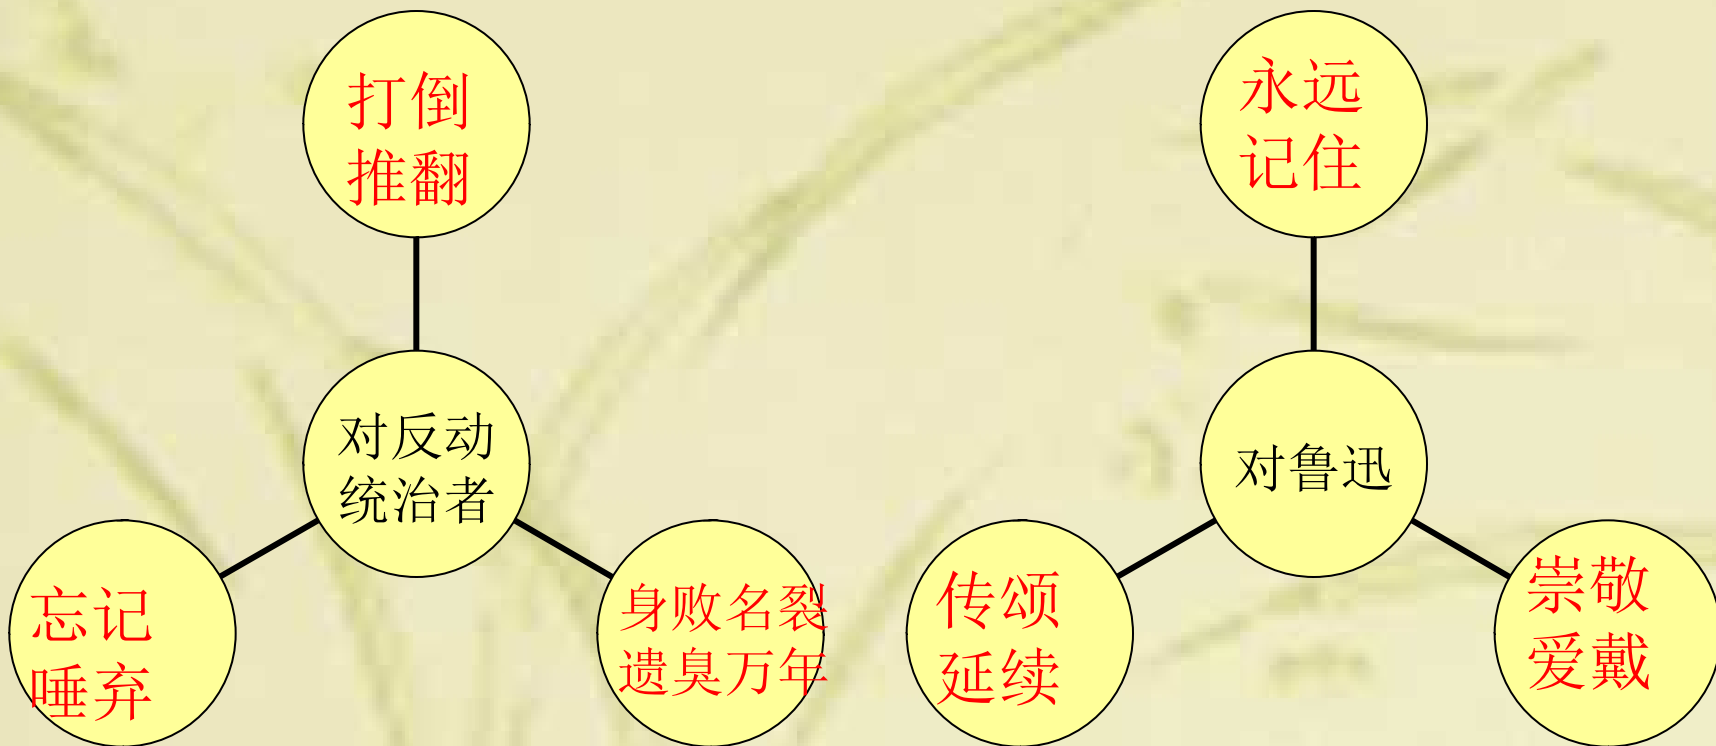 打倒
推翻
对反动
统治者
忘记
唾弃
身败名裂
遗臭万年
永远
记住
对鲁迅
传颂
延续
崇敬
爱戴